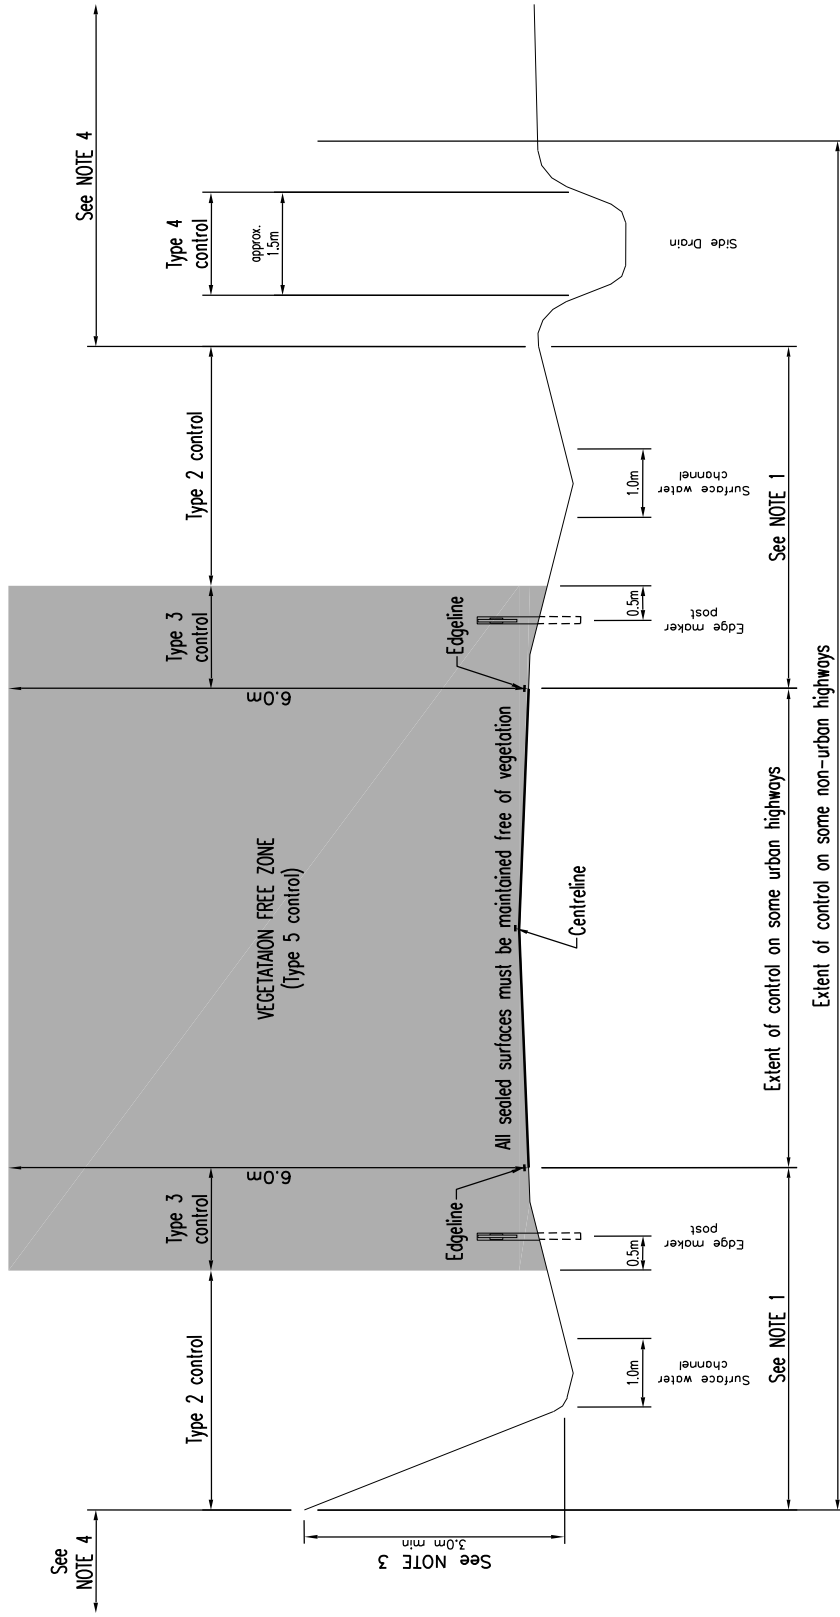 See
NOTE 4
See NOTE 4
Type 2 control
Type 3
control
VEGETATAION FREE ZONE
(Type 5 control)
Type 3
control
Type 2 control
Type 4
control
approx.
1.5m
6.0m
6.0m
See NOTE 3
3.0m min
Edgeline
All sealed surfaces must be maintained free of vegetation
Edgeline
Centreline
1.0m
Surface water
channel
0.5m
Edge maker
post
0.5m
Edge maker
post
1.0m
Surface water
channel
Side Drain
See NOTE 1
Extent of control on some urban highways
See NOTE 1
Extent of control on some non-urban highways